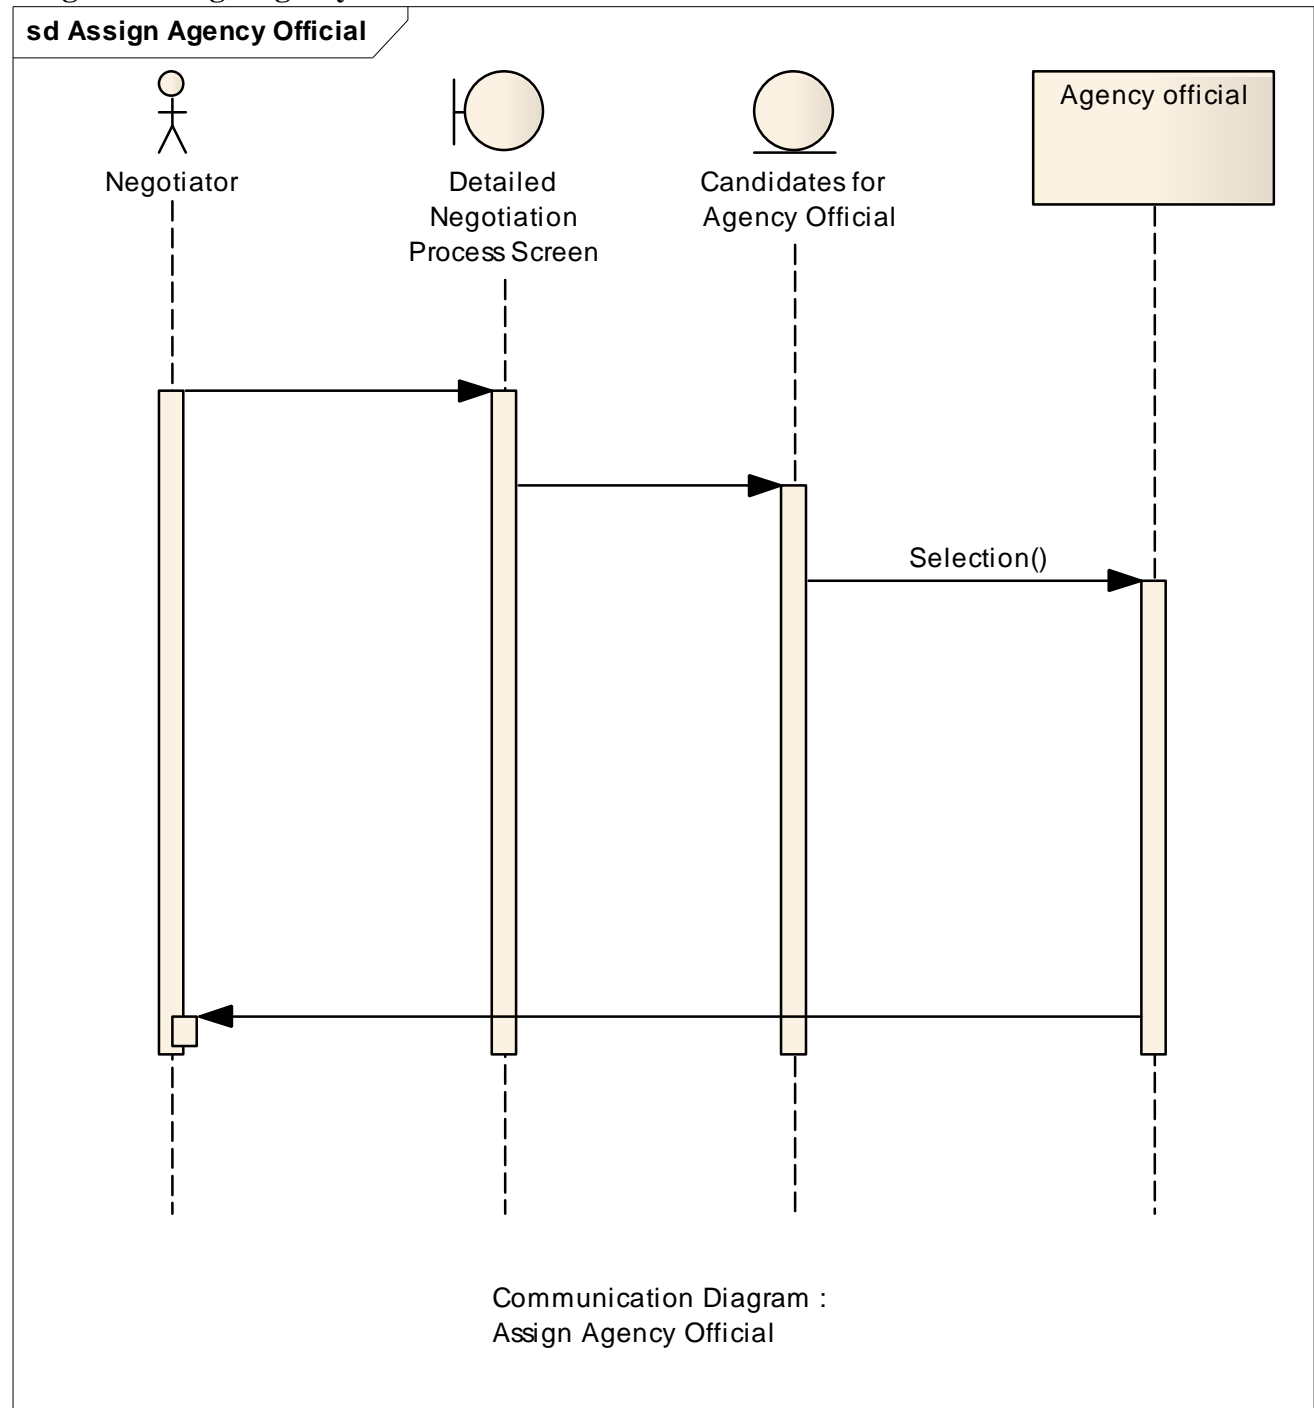 sd Assign Agency Official
Negotiator
Detailed
Negotiation
Process Screen
Candidates for
Agency Official
Agency official
Selection()
Communication Diagram :
Assign Agency Official